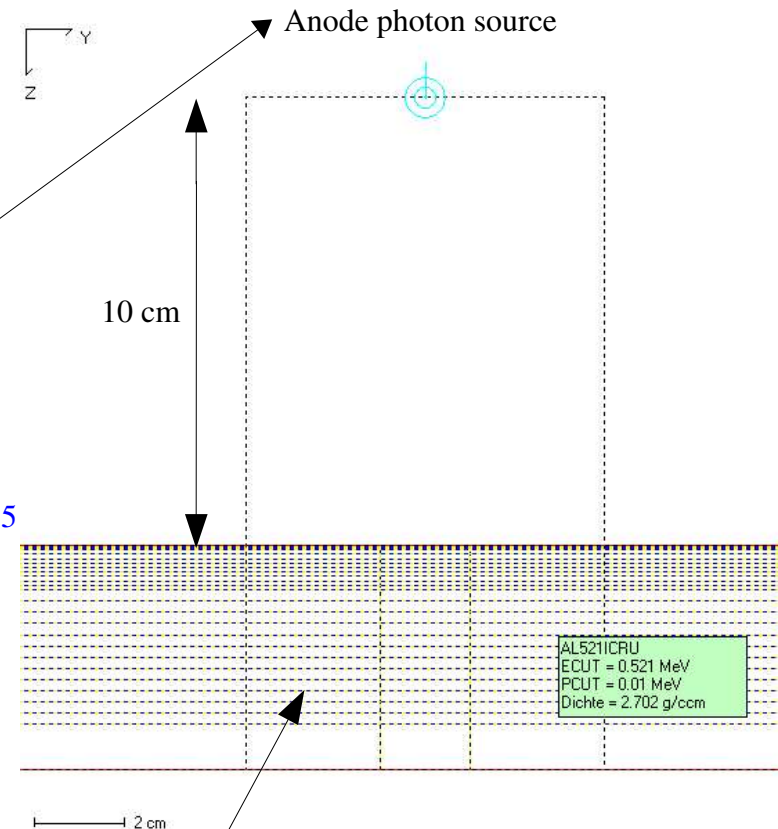 Anode photon source
Y
Z
10 cm
5
AL521ICRU
ECUT = 0.521 MeV
PCUT = 0.01 MeV
Dichte = 2.702 g/ccm
2 cm